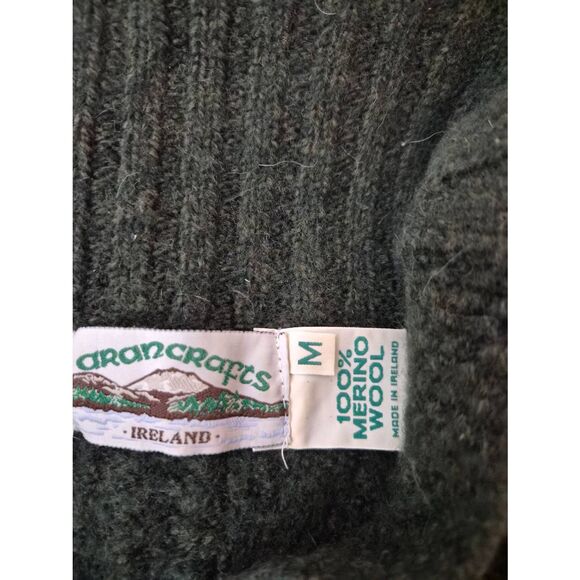 arancrafts
· IRELAND ·
M
100%
MERINO
WOOL
MADE IN IRELAND